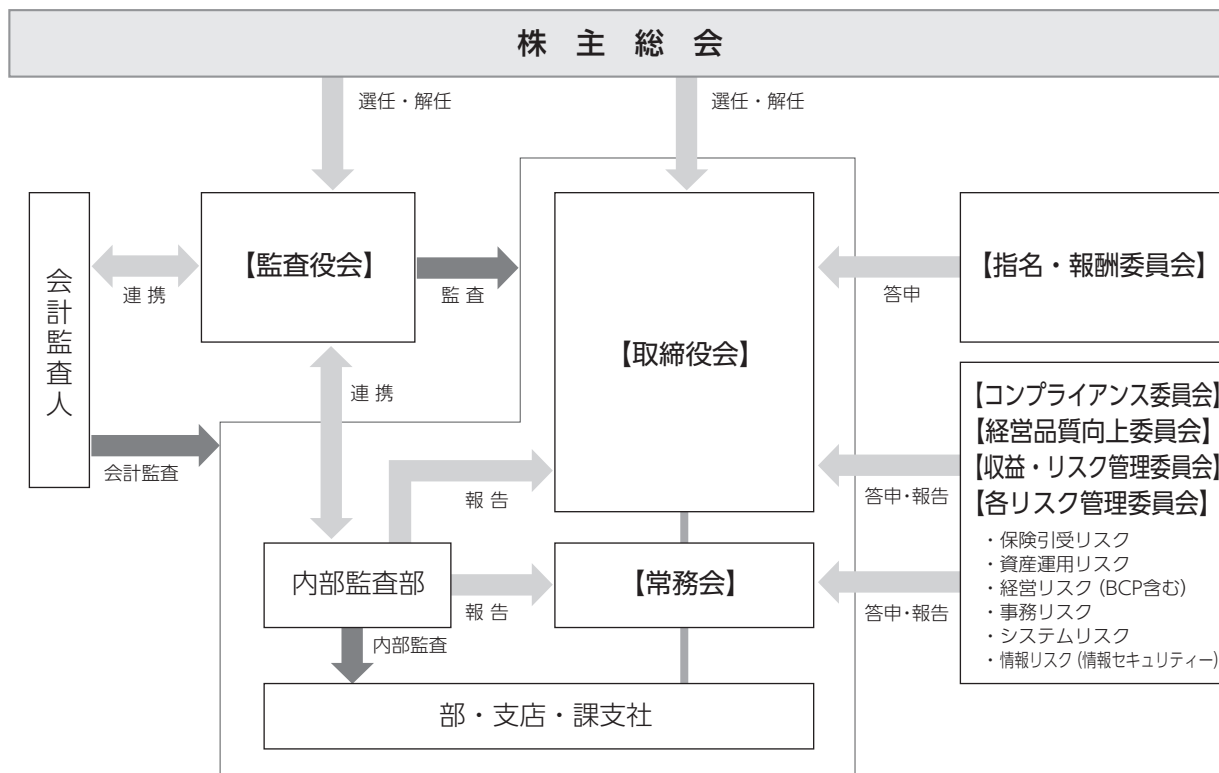 株主総会
選任・解任
選任・解任
会計監査人
連携
【監査役会】
監査
【取締役会】
答申
【指名・報酬委員会】
連携
会計監査
【コンプライアンス委員会】
【経営品質向上委員会】
【収益・リスク管理委員会】
【各リスク管理委員会】
・保険引受リスク
・資産運用リスク
・経営リスク(BCP含む)
・事務リスク
・システムリスク
・情報リスク(情報セキュリティー)
答申・報告
報告
内部監査部
報告
【常務会】
答申・報告
内部監査
部・支店・課支社